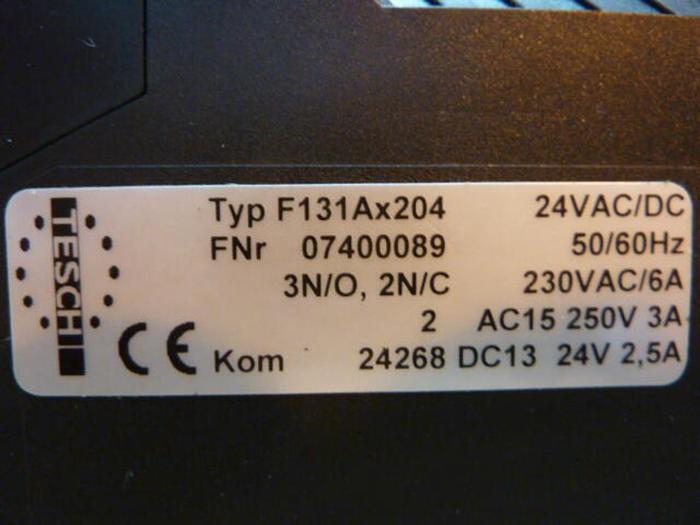 TESCH
Typ F131Ax204 24VAC/DC
FNr 07400089 50/60Hz
3N/O, 2N/C 230VAC/6A
2 AC15 250V 3A
CE Kom 24268 DC13 24V 2,5A